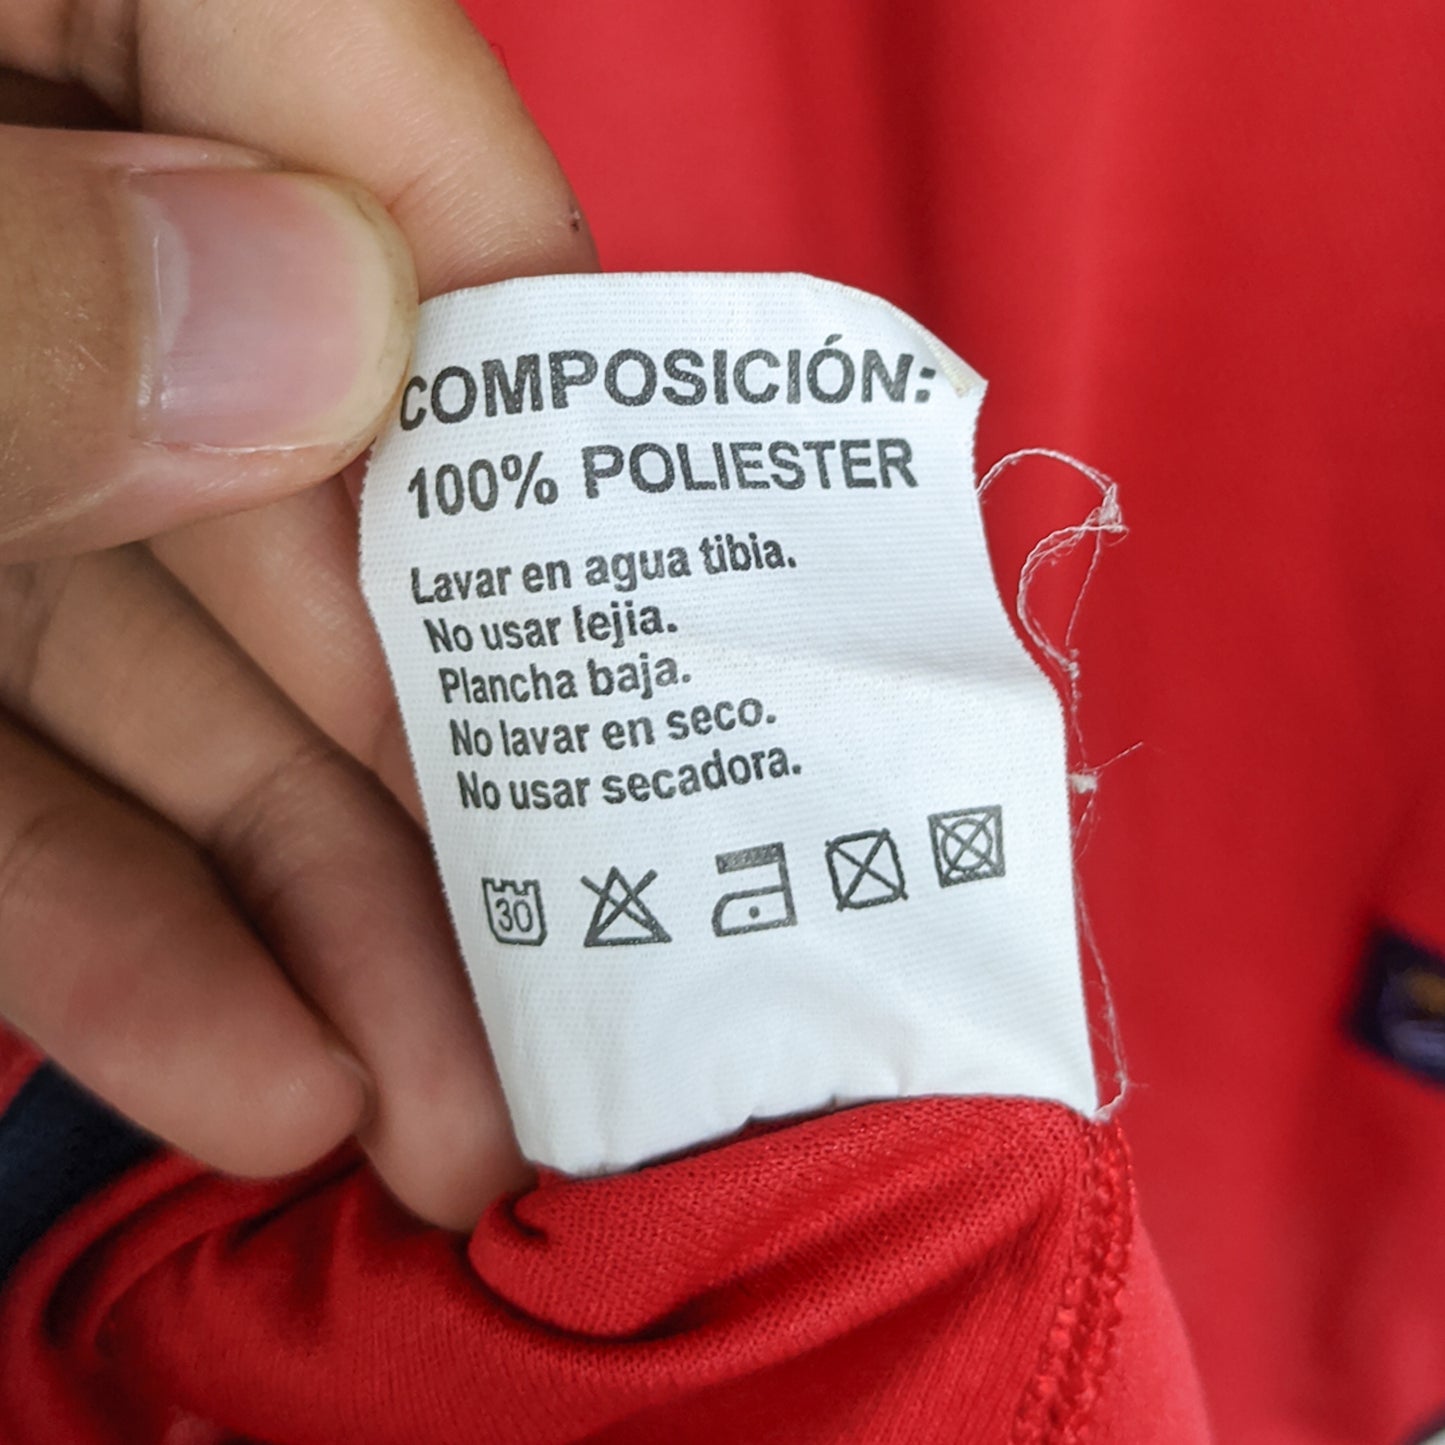 COMPOSICIÓN:
100% POLIESTER
Lavar en agua tibia.
No usar lejia.
Plancha baja.
No lavar en seco.
No usar secadora.
30